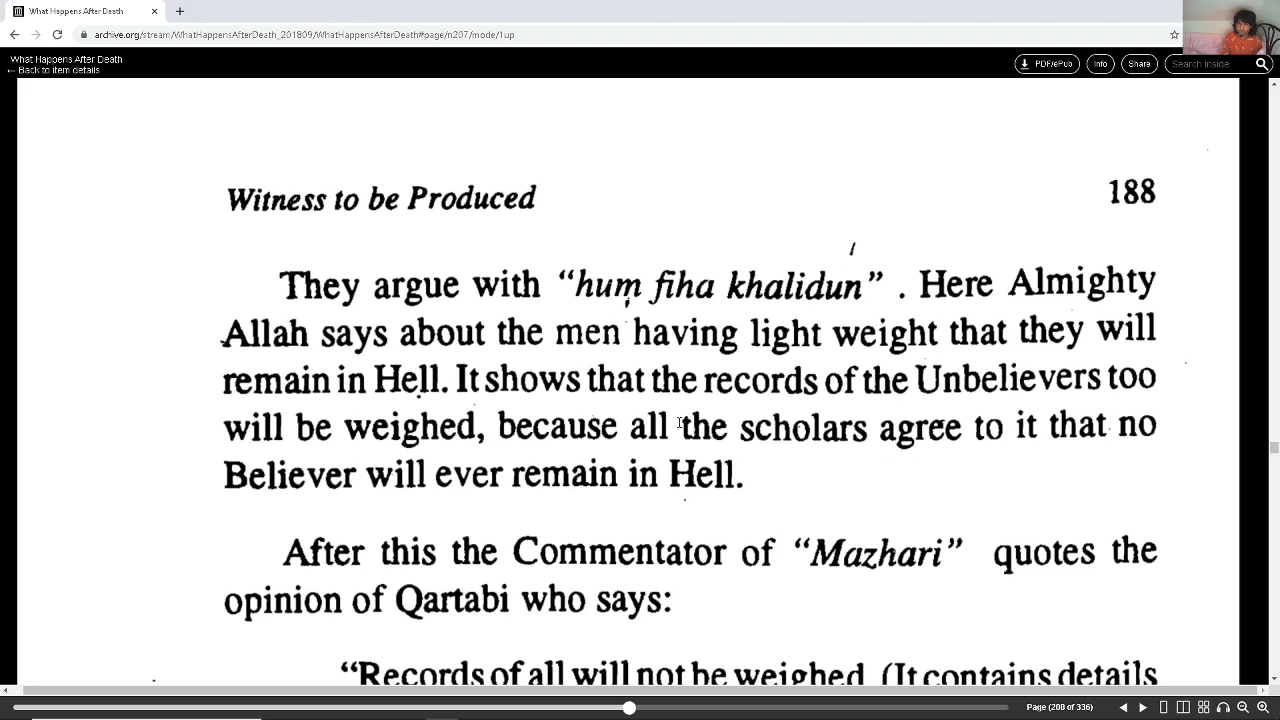 What Happens After Death
archive.org/stream/WhatHappensAfterDeath_201809/WhatHappensAfterDeath#page/n207/mode/1up
What Happens After Death
← Back to item details
PDF/ePub Info Share Search inside
Witness to be Produced 188
They argue with “hum fiha khalidun” . Here Almighty
Allah says about the men having light weight that they will
remain in Hell. It shows that the records of the Unbelievers too
will be weighed, because all the scholars agree to it that no
Believer will ever remain in Hell.
After this the Commentator of “Mazhari” quotes the
opinion of Qartabi who says:
“Records of all will not be weighed (It contains details
Page (208 of 336)